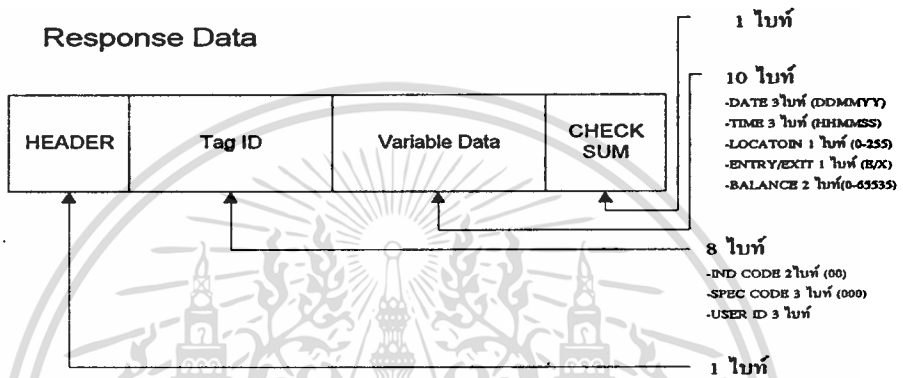 Response Data
HEADER
Tag ID
Variable Data
CHECK
SUM
1 ไบท์
10 ไบท์
-DATE 3ไบท์ (DDMMYY)
-TIME 3 ไบท์ (HHMMSS)
-LOCATOIN 1 ไบท์ (0-255)
-ENTRY/EXIT 1 ไบท์ (E/X)
-BALANCE 2 ไบท์(0-65535)
8 ไบท์
-IND CODE 2ไบท์ (00)
-SPEC CODE 3 ไบท์ (000)
-USER ID 3 ไบท์
1 ไบท์